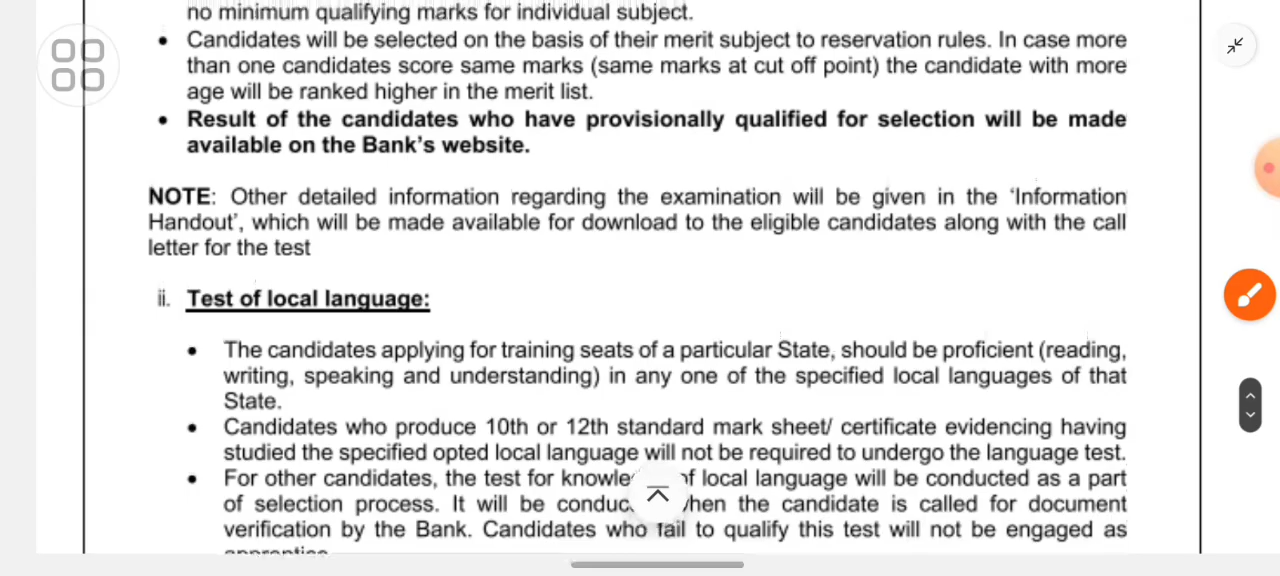 no minimum qualifying marks for individual subject.
• Candidates will be selected on the basis of their merit subject to reservation rules. In case more
than one candidates score same marks (same marks at cut off point) the candidate with more
age will be ranked higher in the merit list.
• Result of the candidates who have provisionally qualified for selection will be made
available on the Bank's website.
NOTE: Other detailed information regarding the examination will be given in the 'Information
Handout', which will be made available for download to the eligible candidates along with the call
letter for the test
ii. Test of local language:
• The candidates applying for training seats of a particular State, should be proficient (reading,
writing, speaking and understanding) in any one of the specified local languages of that
State.
• Candidates who produce 10th or 12th standard mark sheet/ certificate evidencing having
studied the specified opted local language will not be required to undergo the language test.
• For other candidates, the test for knowle of local language will be conducted as a part
of selection process. It will be conduc when the candidate is called for document
verification by the Bank. Candidates who fail to qualify this test will not be engaged as